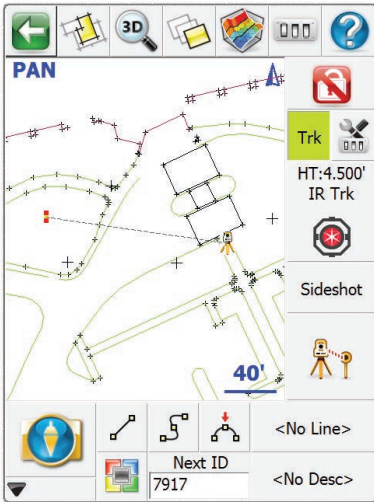 3D
PAN
Trk
HT:4.500'
IR Trk
Sideshot
40'
<No Line>
Next ID
7917
<No Desc>